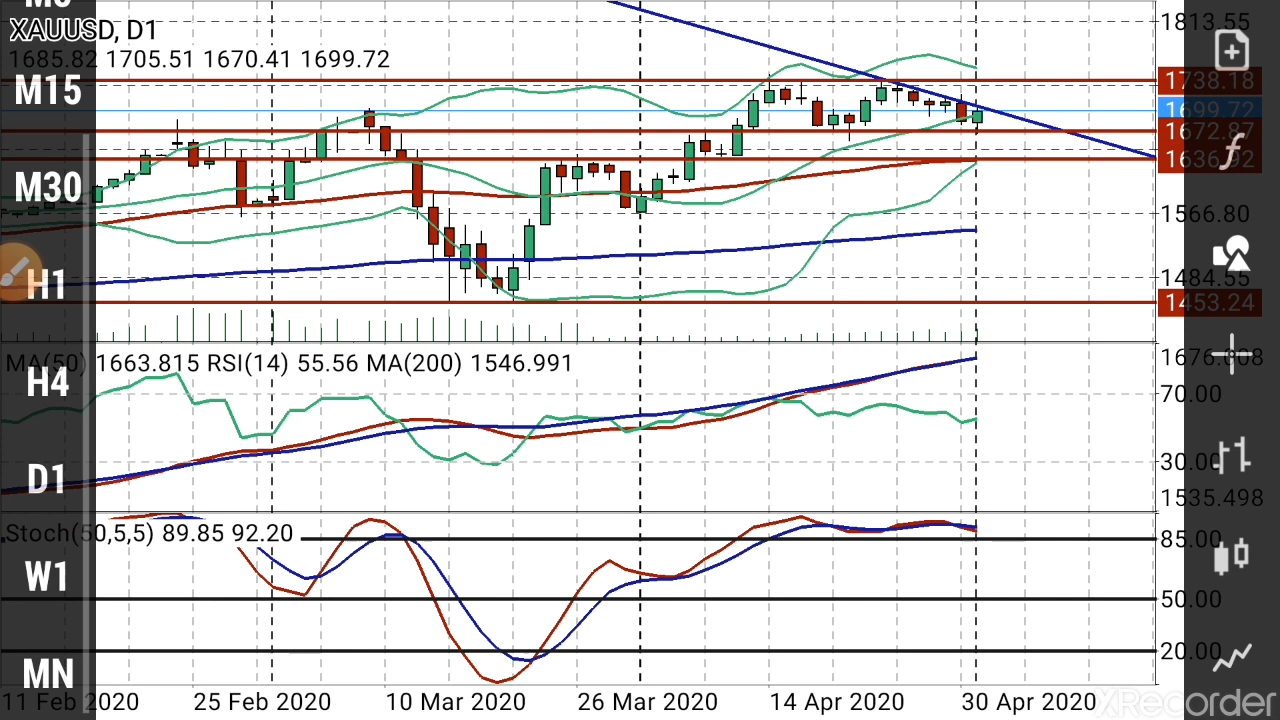 XAUUSD, D1
1685.82 1705.51 1670.41 1699.72
M15
M30
H1
H4
D1
W1
MN
1813.55
1738.18
1699.72
1672.87
1636.92
1566.80
1484.55
1453.24
MA(50) 1663.815 RSI(14) 55.56 MA(200) 1546.991
70.00
30.00
1535.498
Stoch(50,5,5) 89.85 92.20
85.00
50.00
20.00
11 Feb 2020
25 Feb 2020
10 Mar 2020
26 Mar 2020
14 Apr 2020
30 Apr 2020
XRecorder